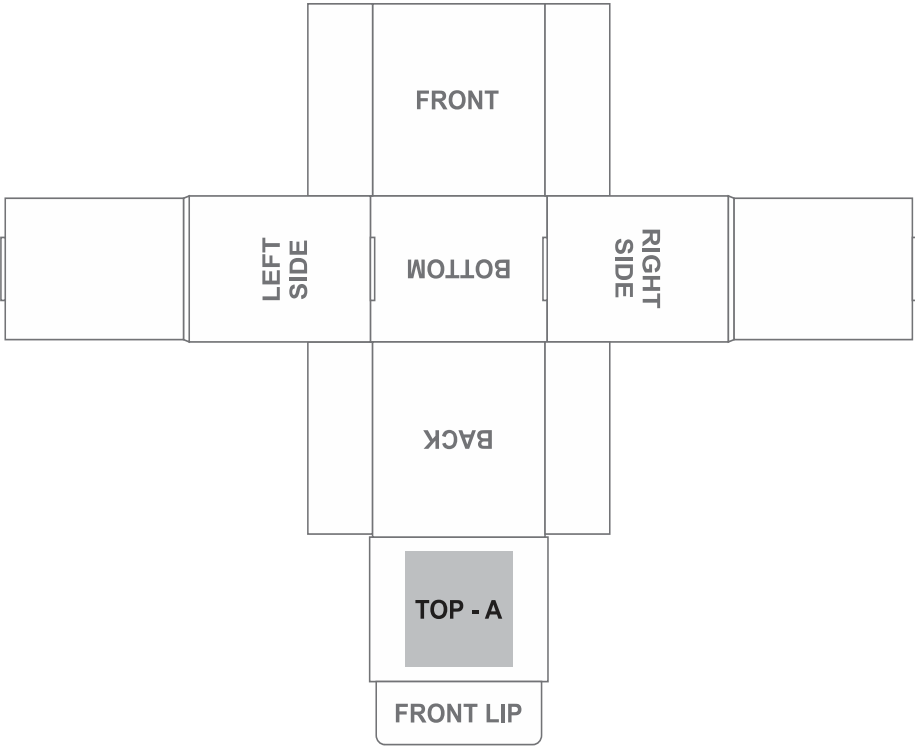 FRONT
LEFT
SIDE
BOTTOM
RIGHT
SIDE
BACK
TOP - A
FRONT LIP